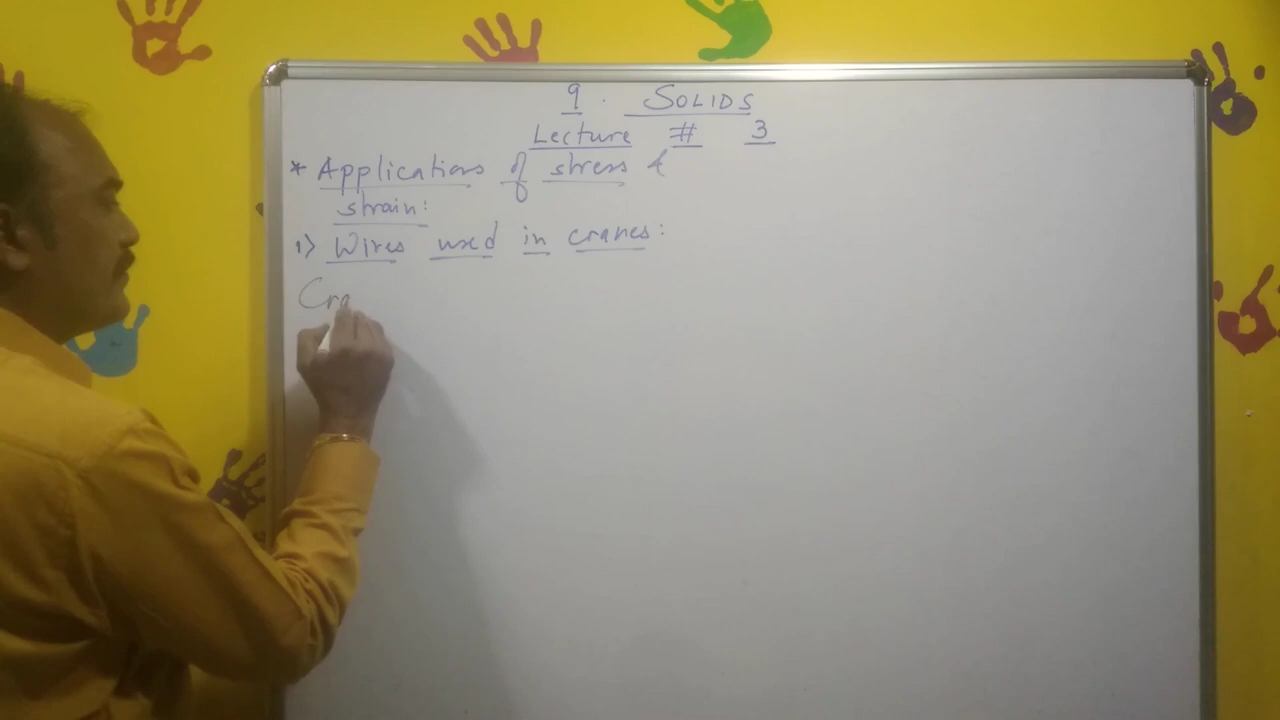 9. SOLIDS
Lecture # 3
* Applications of stress &
strain:
1) Wires used in cranes:
Cra